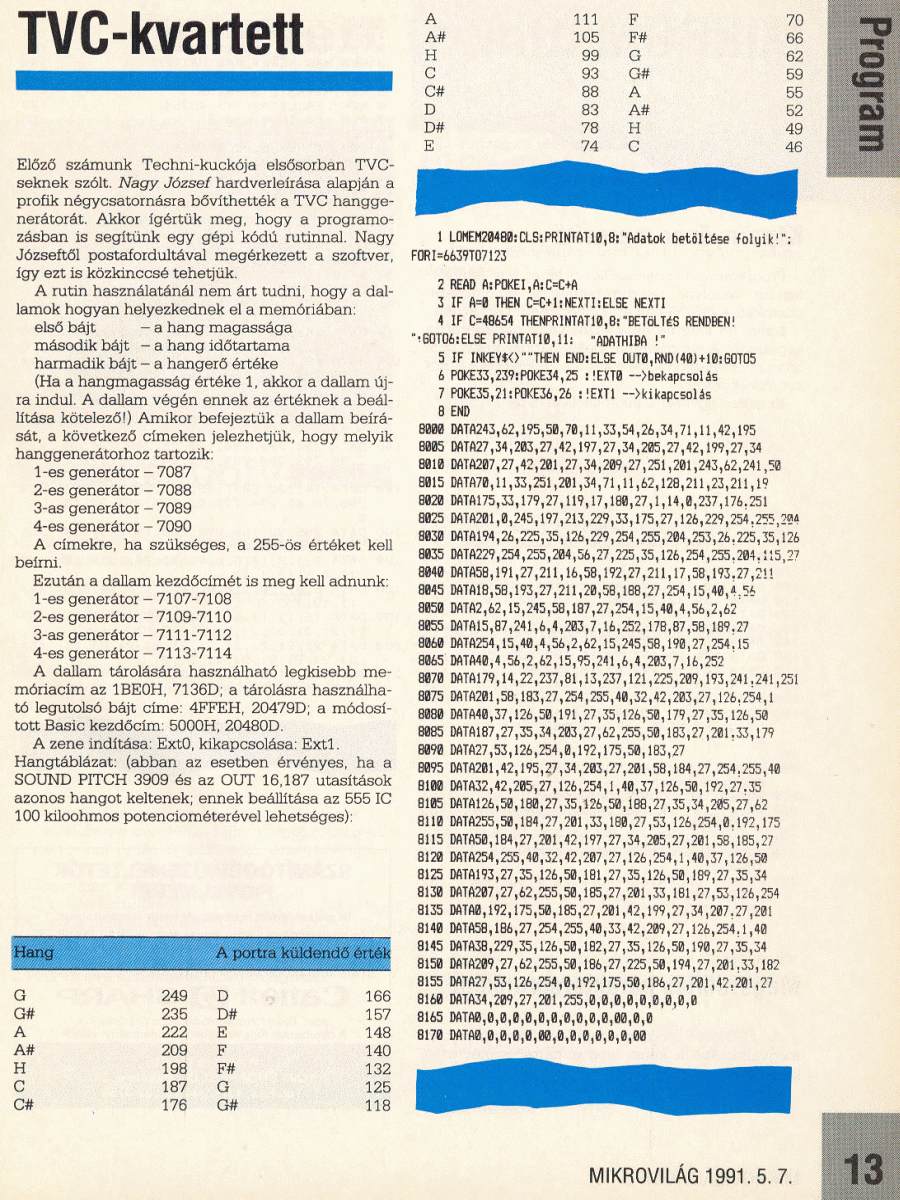 TVC-kvartett
Előző számunk Techni-kuckója elsősorban TVC-
seknek szólt. Nagy József hardverleírása alapján a
profik négycsatornásra bővíthették a TVC hangge-
nerátorát. Akkor ígértük meg, hogy a programo-
zásban is segítünk egy gépi kódú rutinnal. Nagy
Józseftől postafordultával megérkezett a szoftver,
így ezt is közkinccsé tehetjük.
A rutin használatánál nem árt tudni, hogy a dal-
lamok hogyan helyezkednek el a memóriában:
első bájt – a hang magassága
második bájt – a hang időtartama
harmadik bájt – a hangerő értéke
(Ha a hangmagasság értéke 1, akkor a dallam új-
ra indul. A dallam végén ennek az értéknek a beál-
lítása kötelező!) Amikor befejeztük a dallam beírá-
sát, a következő címeken jelezhetjük, hogy melyik
hanggenerátorhoz tartozik:
1-es generátor – 7087
2-es generátor – 7088
3-as generátor – 7089
4-es generátor – 7090
A címekre, ha szükséges, a 255-ös értéket kell
beírni.
Ezután a dallam kezdőcímét is meg kell adnunk:
1-es generátor – 7107-7108
2-es generátor – 7109-7110
3-as generátor – 7111-7112
4-es generátor – 7113-7114
A dallam tárolására használható legkisebb me-
móriacím az 1BE0H, 7136D; a tárolásra használha-
tó legutolsó bájt címe: 4FFEH, 20479D; a módosí-
tott Basic kezdőcím: 5000H, 20480D.
A zene indítása: Ext0, kikapcsolása: Ext1.
Hangtáblázat: (abban az esetben érvényes, ha a
SOUND PITCH 3909 és az OUT 16,187 utasítások
azonos hangot keltenek; ennek beállítása az 555 IC
100 kiloohmos potenciométerével lehetséges):
Hang A portra küldendő érték
G 249 D 166
G# 235 D# 157
A 222 E 148
A# 209 F 140
H 198 F# 132
C 187 G 125
C# 176 G# 118
A 111 F 70
A# 105 F# 66
H 99 G 62
C 93 G# 59
C# 88 A 55
D 83 A# 52
D# 78 H 49
E 74 C 46
1 LOMEM20480:CLS:PRINTAT10,8:"Adatok betöltése folyik!":
FORI=6639TO7123
2 READ A:POKEI,A:C=C+A
3 IF A=0 THEN C=C+1:NEXTI:ELSE NEXTI
4 IF C=48654 THENPRINTAT10,8:"BETÖLTÉS RENDBEN!
":GOTO6:ELSE PRINTAT10,11: "ADATHIBA !"
5 IF INKEY$<>""THEN END:ELSE OUT0,RND(40)+10:GOTO5
6 POKE33,239:POKE34,25 :!EXT0 -->bekapcsolás
7 POKE35,21:POKE36,26 :!EXT1 -->kikapcsolás
8 END
8000 DATA243,62,195,50,70,11,33,54,26,34,71,11,42,195
8005 DATA27,34,203,27,42,197,27,34,205,27,42,199,27,34
8010 DATA207,27,42,201,27,34,209,27,251,201,243,62,241,50
8015 DATA70,11,33,251,201,34,71,11,62,128,211,23,211,19
8020 DATA175,33,179,27,119,17,180,27,1,14,0,237,176,251
8025 DATA201,0,245,197,213,229,33,175,27,126,229,254,255,204
8030 DATA194,26,225,35,126,229,254,255,204,253,26,225,35,126
8035 DATA229,254,255,204,56,27,225,35,126,254,255,204,115,27
8040 DATA58,191,27,211,16,58,192,27,211,17,58,193,27,211
8045 DATA18,58,193,27,211,20,58,188,27,254,15,40,4,56
8050 DATA2,62,15,245,58,187,27,254,15,40,4,56,2,62
8055 DATA15,87,241,6,4,203,7,16,252,178,87,58,189,27
8060 DATA254,15,40,4,56,2,62,15,245,58,190,27,254,15
8065 DATA40,4,56,2,62,15,95,241,6,4,203,7,16,252
8070 DATA179,14,22,237,81,13,237,121,225,209,193,241,241,251
8075 DATA201,58,183,27,254,255,40,32,42,203,27,126,254,1
8080 DATA40,37,126,50,191,27,35,126,50,179,27,35,126,50
8085 DATA187,27,35,34,203,27,62,255,50,183,27,201,33,179
8090 DATA27,53,126,254,0,192,175,50,183,27
8095 DATA201,42,195,27,34,203,27,201,58,184,27,254,255,40
8100 DATA32,42,205,27,126,254,1,40,37,126,50,192,27,35
8105 DATA126,50,180,27,35,126,50,188,27,35,34,205,27,62
8110 DATA255,50,184,27,201,33,180,27,53,126,254,0,192,175
8115 DATA50,184,27,201,42,197,27,34,205,27,201,58,185,27
8120 DATA254,255,40,32,42,207,27,126,254,1,40,37,126,50
8125 DATA193,27,35,126,50,181,27,35,126,50,189,27,35,34
8130 DATA207,27,62,255,50,185,27,201,33,181,27,53,126,254
8135 DATA0,192,175,50,185,27,201,42,199,27,34,207,27,201
8140 DATA58,186,27,254,255,40,33,42,209,27,126,254,1,40
8145 DATA38,229,35,126,50,182,27,35,126,50,190,27,35,34
8150 DATA209,27,62,255,50,186,27,225,50,194,27,201,33,182
8155 DATA27,53,126,254,0,192,175,50,186,27,201,42,201,27
8160 DATA34,209,27,201,255,0,0,0,0,0,0,0,0,0
8165 DATA0,0,0,0,0,0,0,0,0,0,00,0,0
8170 DATA0,0,0,0,0,00,0,0,0,0,0,0,00
Program
MIKROVILÁG 1991. 5. 7.
13